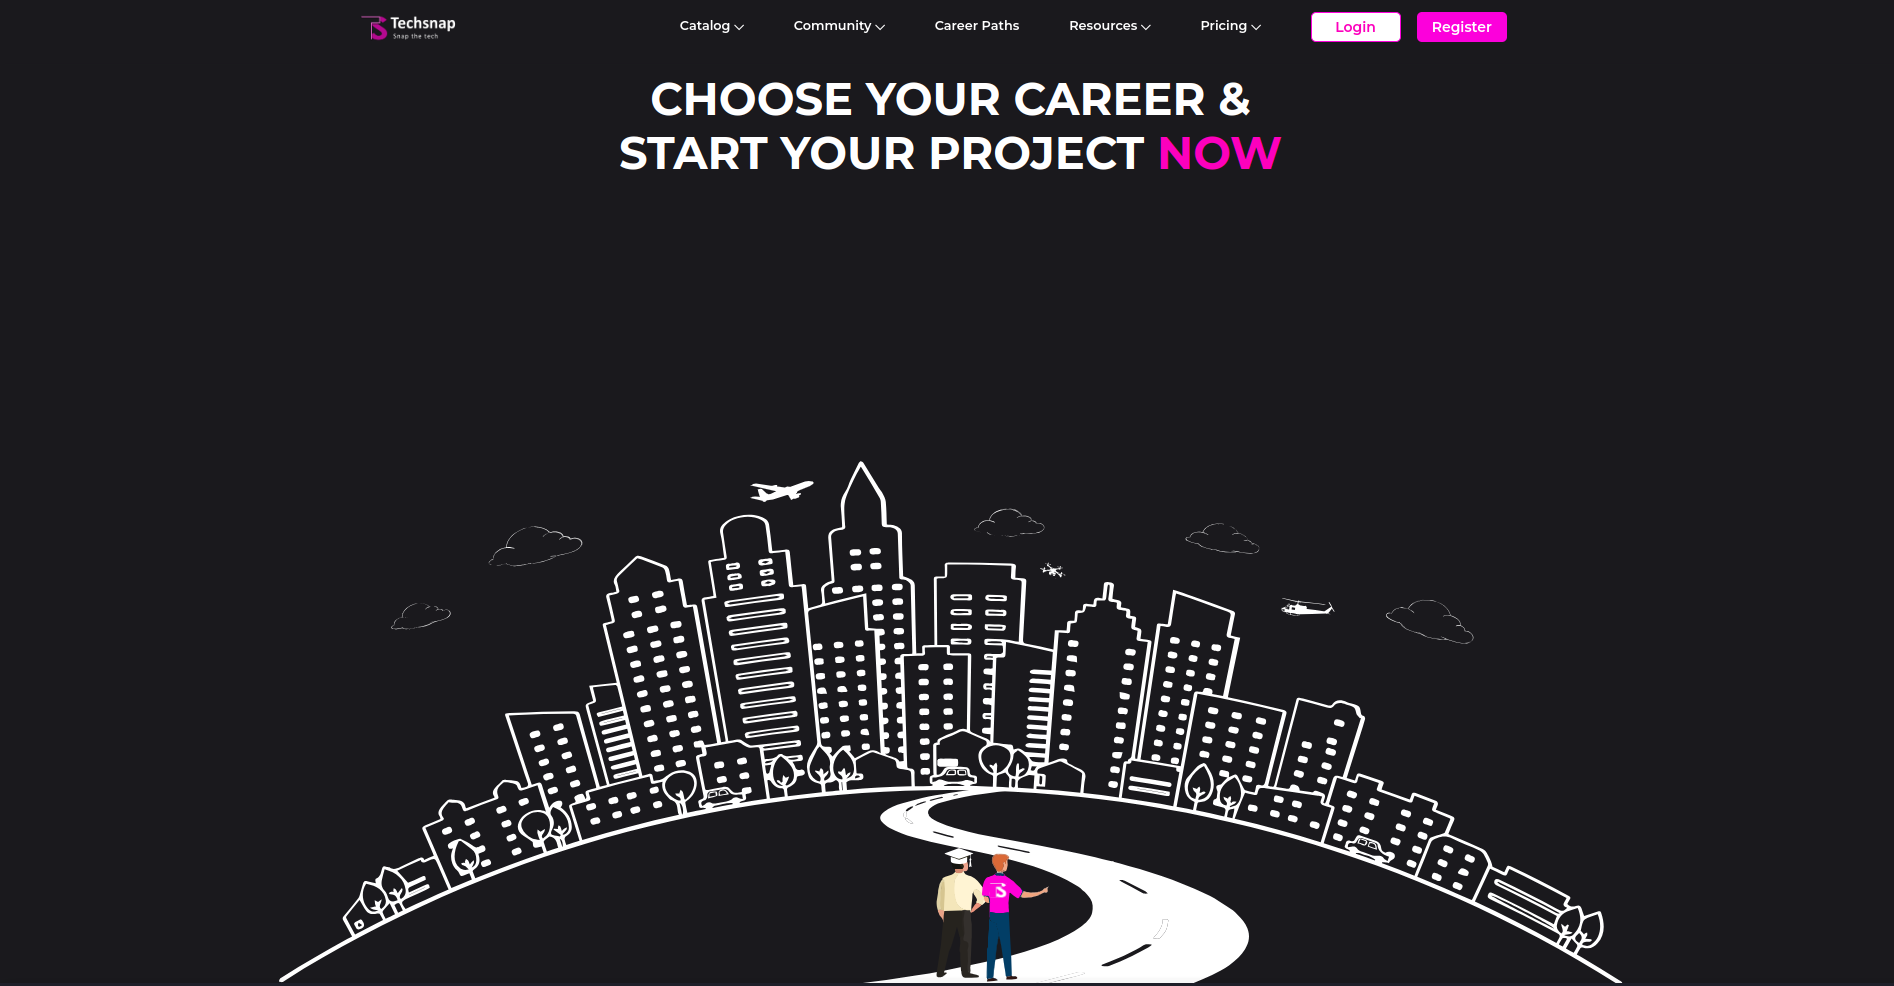 Techsnap
Snap the tech
Catalog
Community
Career Paths
Resources
Pricing
Login
Register
CHOOSE YOUR CAREER &
START YOUR PROJECT NOW